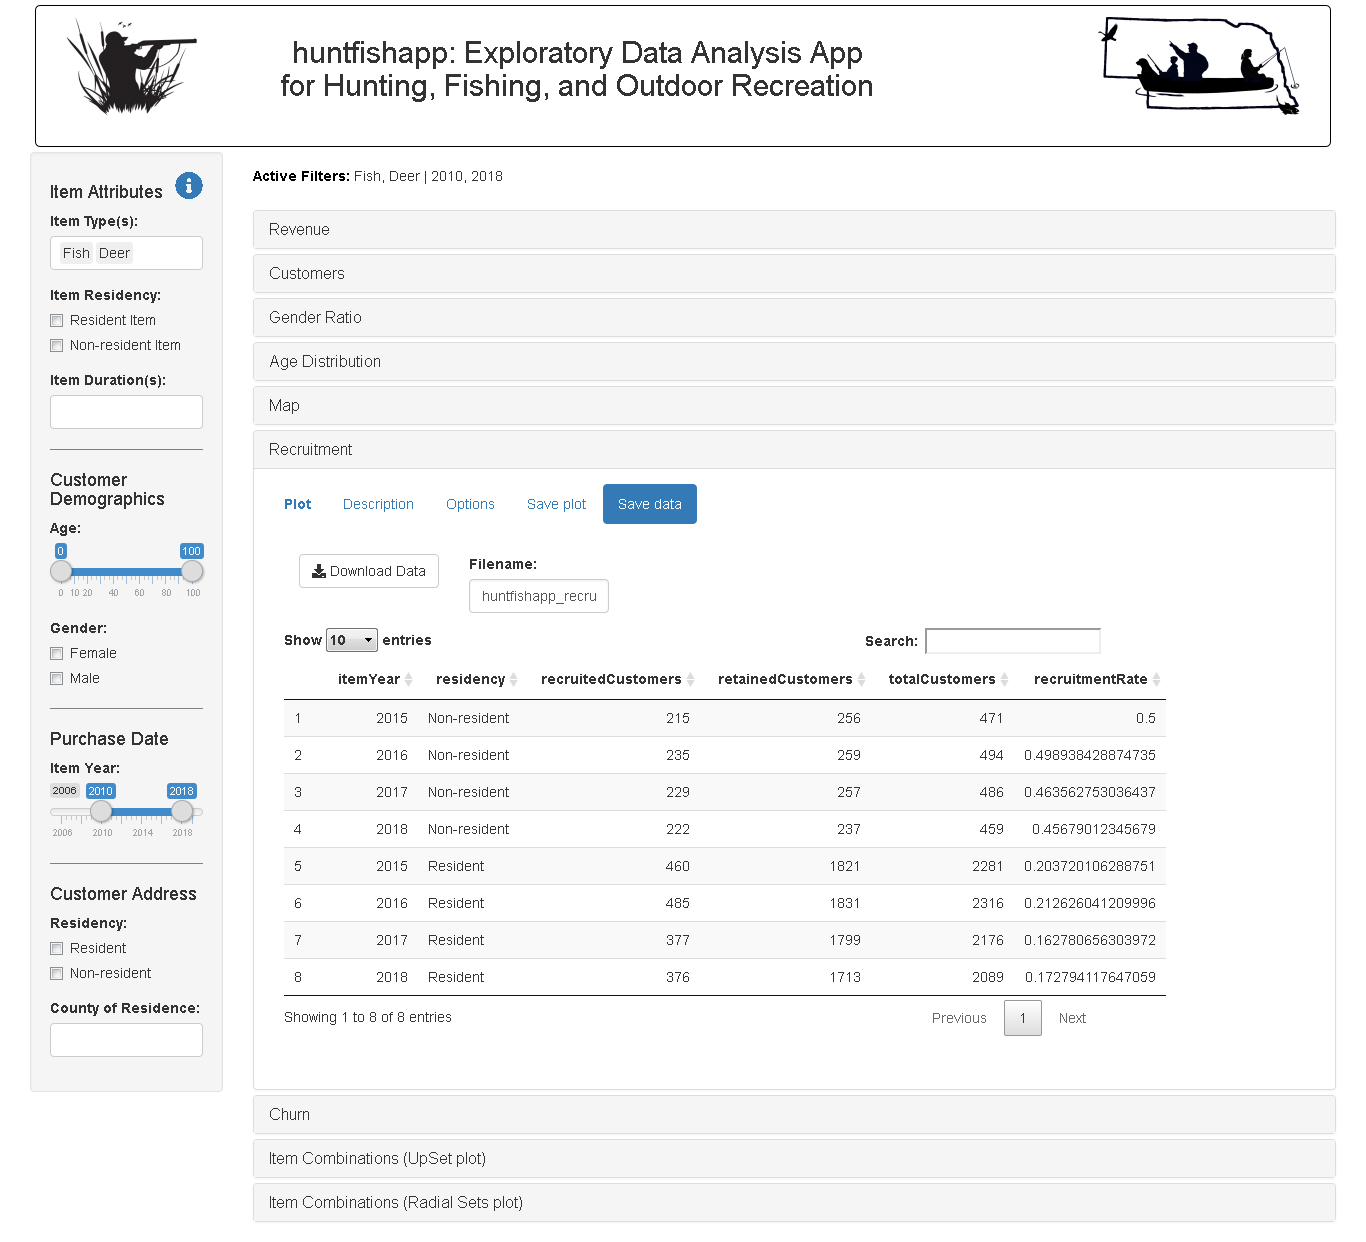 huntfishapp: Exploratory Data Analysis App
for Hunting, Fishing, and Outdoor Recreation
Item Attributes
Item Type(s):
Fish Deer
Item Residency:
Resident Item
Non-resident Item
Item Duration(s):
Customer
Demographics
Age:
0 100
0 10 20 40 60 80 100
Gender:
Female
Male
Purchase Date
Item Year:
2006 2010 2018
2006 2010 2014 2018
Customer Address
Residency:
Resident
Non-resident
County of Residence:
Active Filters: Fish, Deer | 2010, 2018
Revenue
Customers
Gender Ratio
Age Distribution
Map
Recruitment
Plot Description Options Save plot Save data
Download Data
Filename:
huntfishapp_recru
Show 10 entries
Search:
itemYear residency recruitedCustomers retainedCustomers totalCustomers recruitmentRate
1 2015 Non-resident 215 256 471 0.5
2 2016 Non-resident 235 259 494 0.498938428874735
3 2017 Non-resident 229 257 486 0.463562753036437
4 2018 Non-resident 222 237 459 0.45679012345679
5 2015 Resident 460 1821 2281 0.203720106288751
6 2016 Resident 485 1831 2316 0.212626041209996
7 2017 Resident 377 1799 2176 0.162780656303972
8 2018 Resident 376 1713 2089 0.172794117647059
Showing 1 to 8 of 8 entries
Previous 1 Next
Churn
Item Combinations (UpSet plot)
Item Combinations (Radial Sets plot)